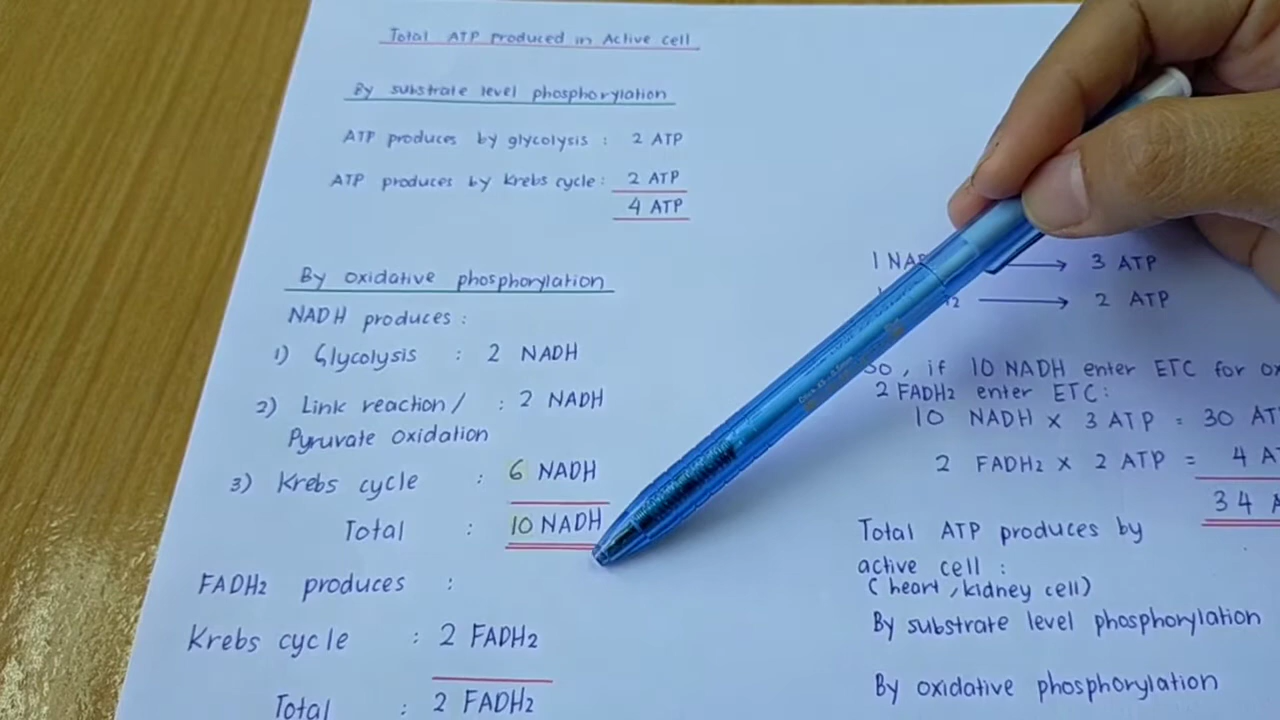 Total ATP Produced in Active cell
By substrate level phosphorylation
ATP produces by glycolysis : 2 ATP
ATP produces by Krebs cycle : 2 ATP
4 ATP
By oxidative phosphorylation
NADH produces :
1) Glycolysis : 2 NADH
2) Link reaction / : 2 NADH
Pyruvate Oxidation
3) Krebs cycle : 6 NADH
Total : 10 NADH
FADH2 produces :
Krebs cycle : 2 FADH2
Total : 2 FADH2
1 → 3 ATP
→ 2 ATP
So, if 10 NADH enter ETC for
2 FADH2 enter ETC :
10 NADH x 3 ATP = 30
2 FADH2 x 2 ATP = 4
34
Total ATP produces by
active cell :
( heart , kidney cell)
By substrate level phosphorylation
By oxidative phosphorylation